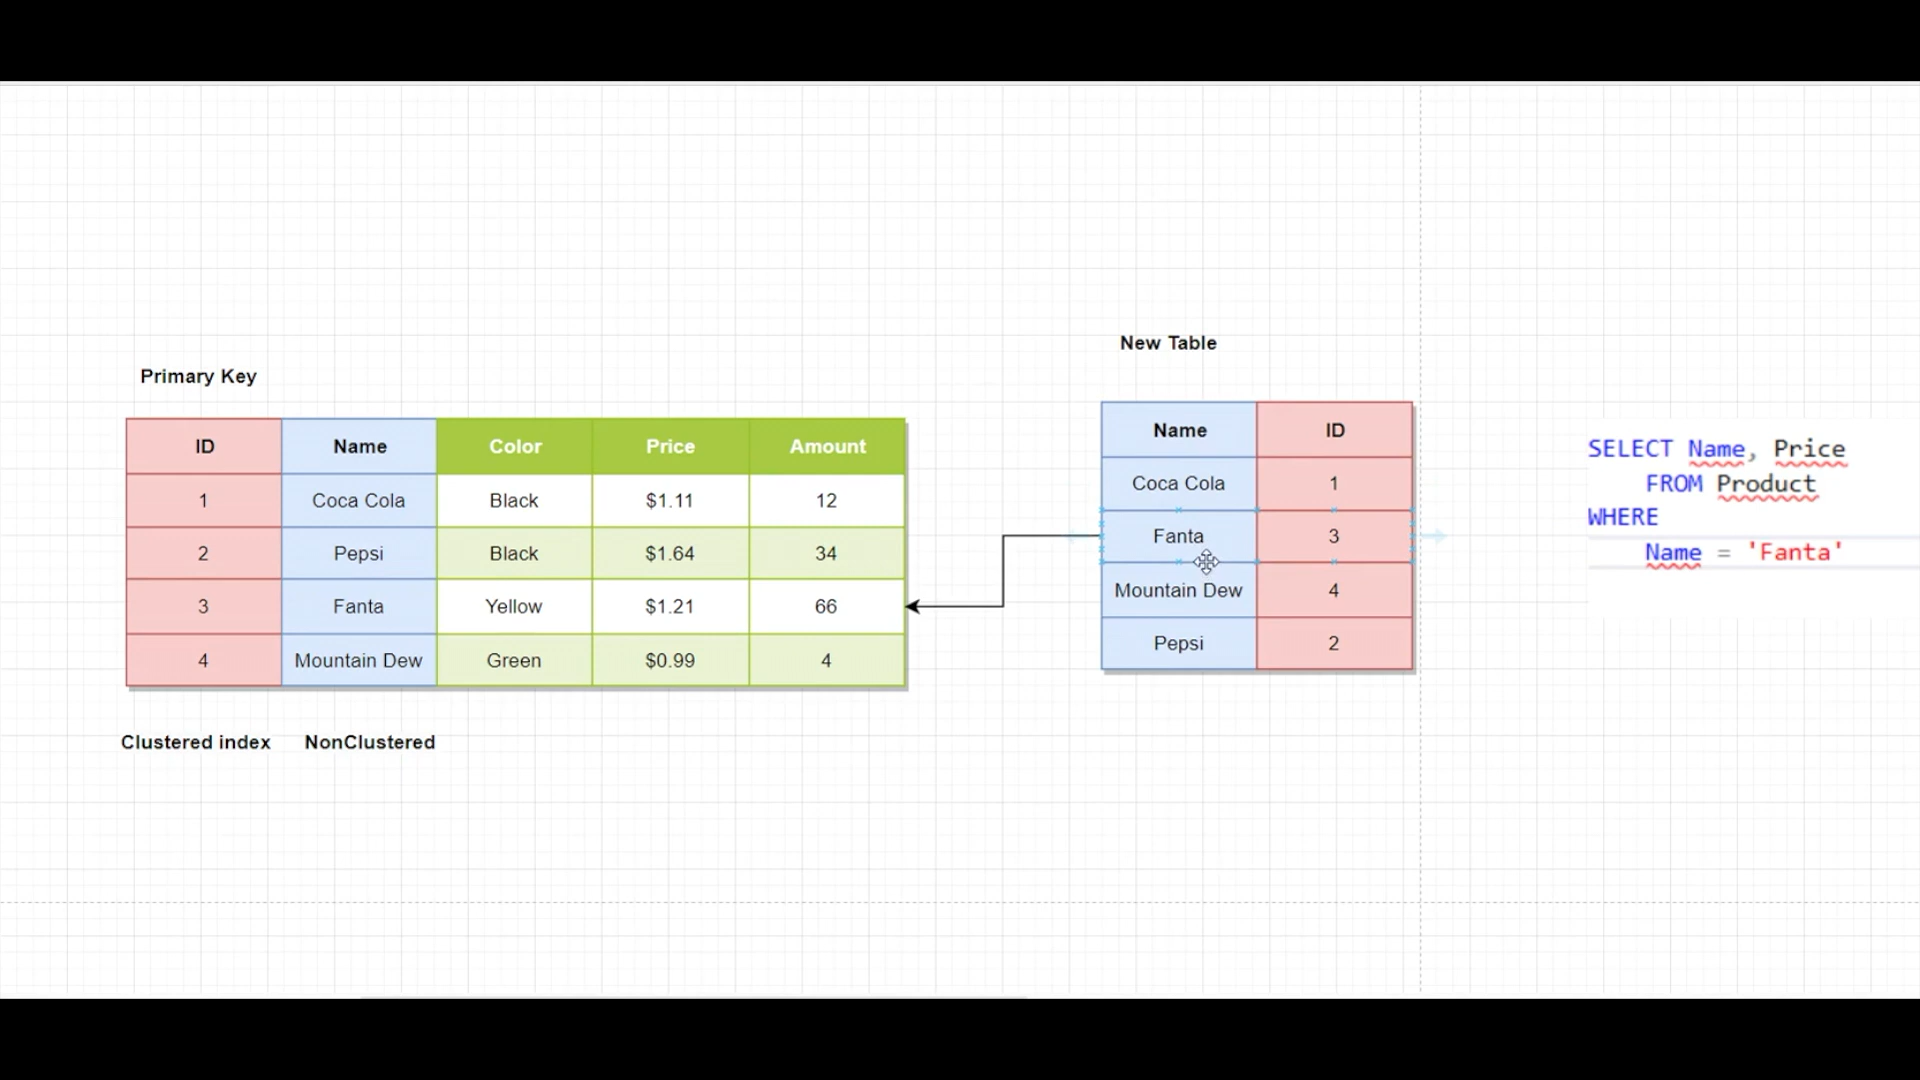 New Table
Primary Key
Name ID
Coca Cola 1
Fanta 3
Mountain Dew 4
Pepsi 2
ID Name Color Price Amount
1 Coca Cola Black $1.11 12
2 Pepsi Black $1.64 34
3 Fanta Yellow $1.21 66
4 Mountain Dew Green $0.99 4
SELECT Name, Price
FROM Product
WHERE
Name = 'Fanta'
Clustered index NonClustered